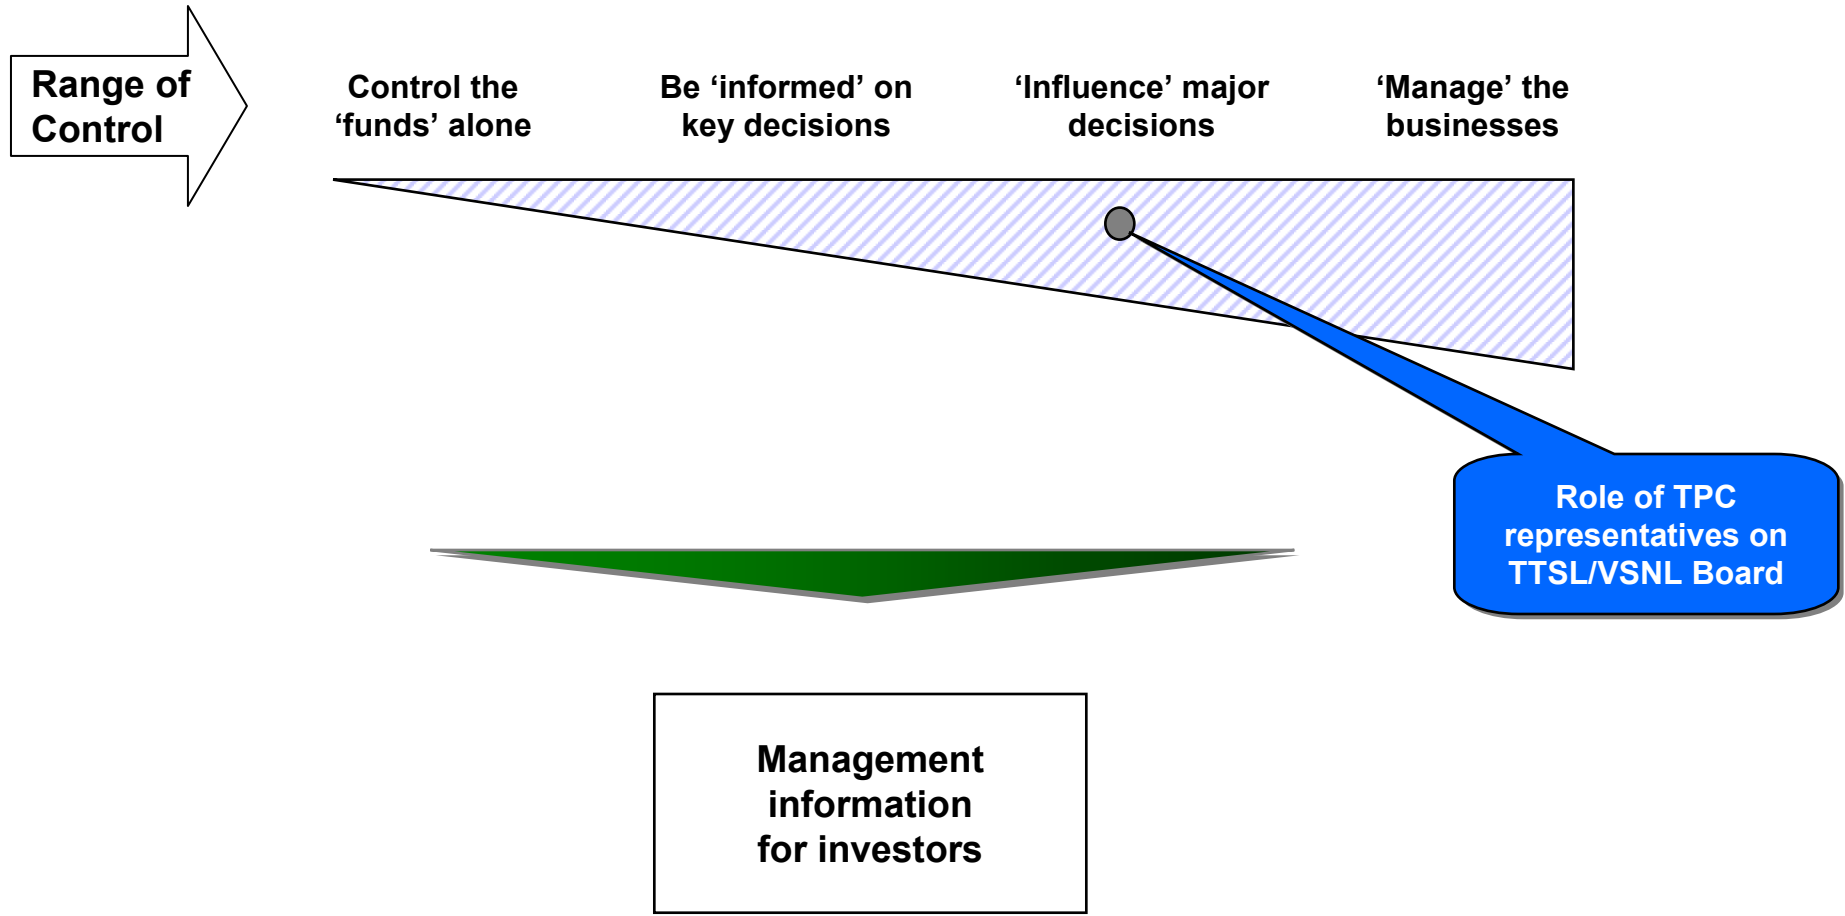 Range of
Control
Control the
‘funds’ alone
Be ‘informed’ on
key decisions
‘Influence’ major
decisions
‘Manage’ the
businesses
Role of TPC
representatives on
TTSL/VSNL Board
Management
information
for investors